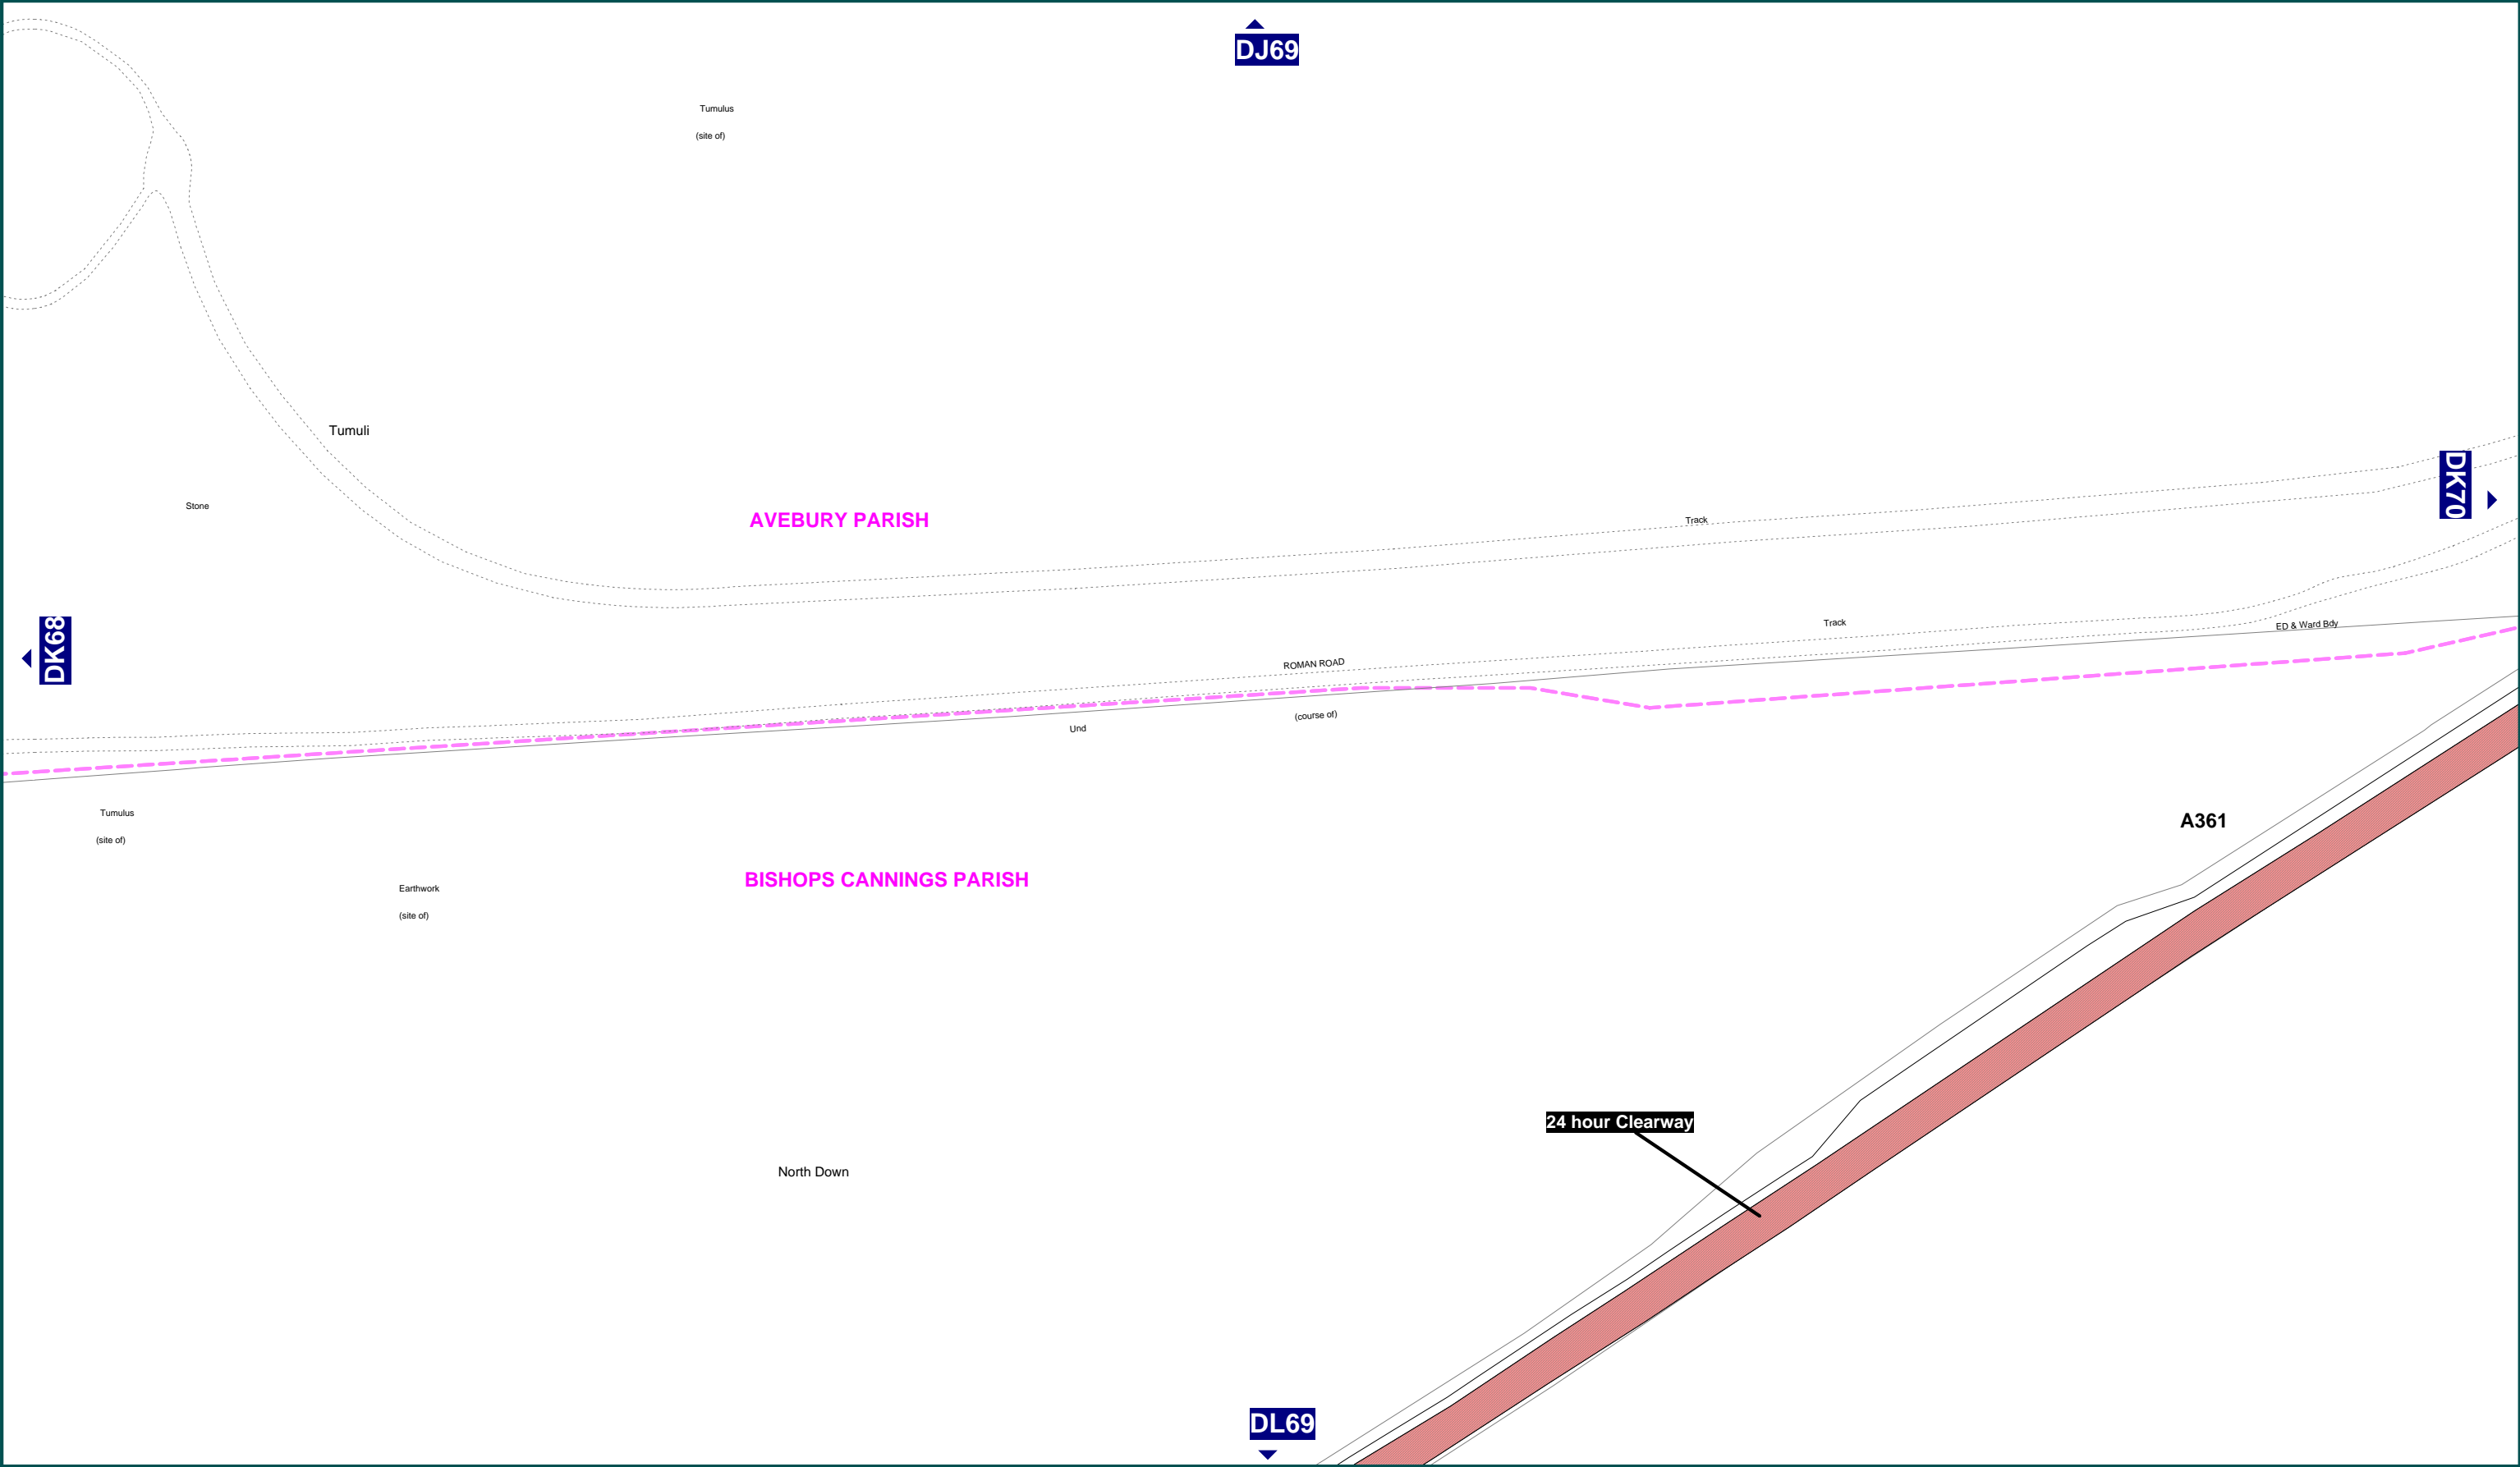 DJ69
Tumulus
(site of)
Tumuli
Stone
AVEBURY PARISH
Track
DK70
DK68
Track
ED & Ward Bdy
ROMAN ROAD
(course of)
Und
Tumulus
(site of)
A361
BISHOPS CANNINGS PARISH
Earthwork
(site of)
24 hour Clearway
North Down
DL69